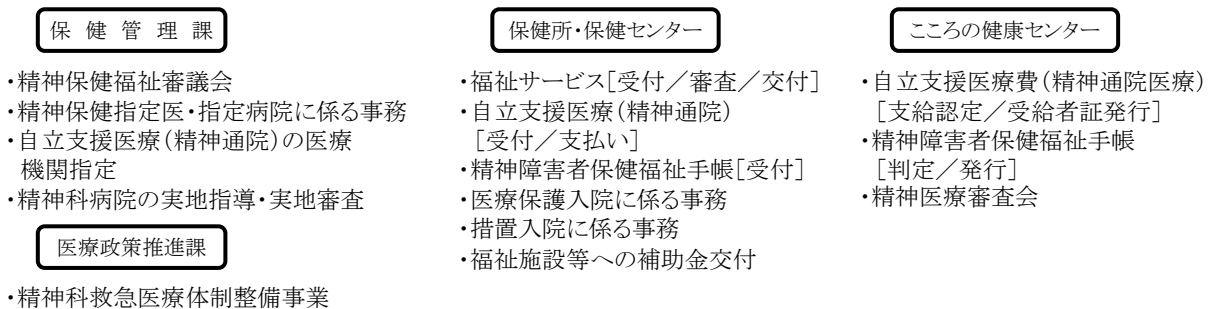 保 健 管 理 課
・精神保健福祉審議会
・精神保健指定医・指定病院に係る事務
・自立支援医療（精神通院）の医療
機関指定
・精神科病院の実地指導・実地審査
医療政策推進課
・精神科救急医療体制整備事業
保健所・保健センター
・福祉サービス［受付／審査／交付］
・自立支援医療（精神通院）
［受付／支払い］
・精神障害者保健福祉手帳［受付］
・医療保護入院に係る事務
・措置入院に係る事務
・福祉施設等への補助金交付
こころの健康センター
・自立支援医療費（精神通院医療）
［支給認定／受給者証発行］
・精神障害者保健福祉手帳
［判定／発行］
・精神医療審査会